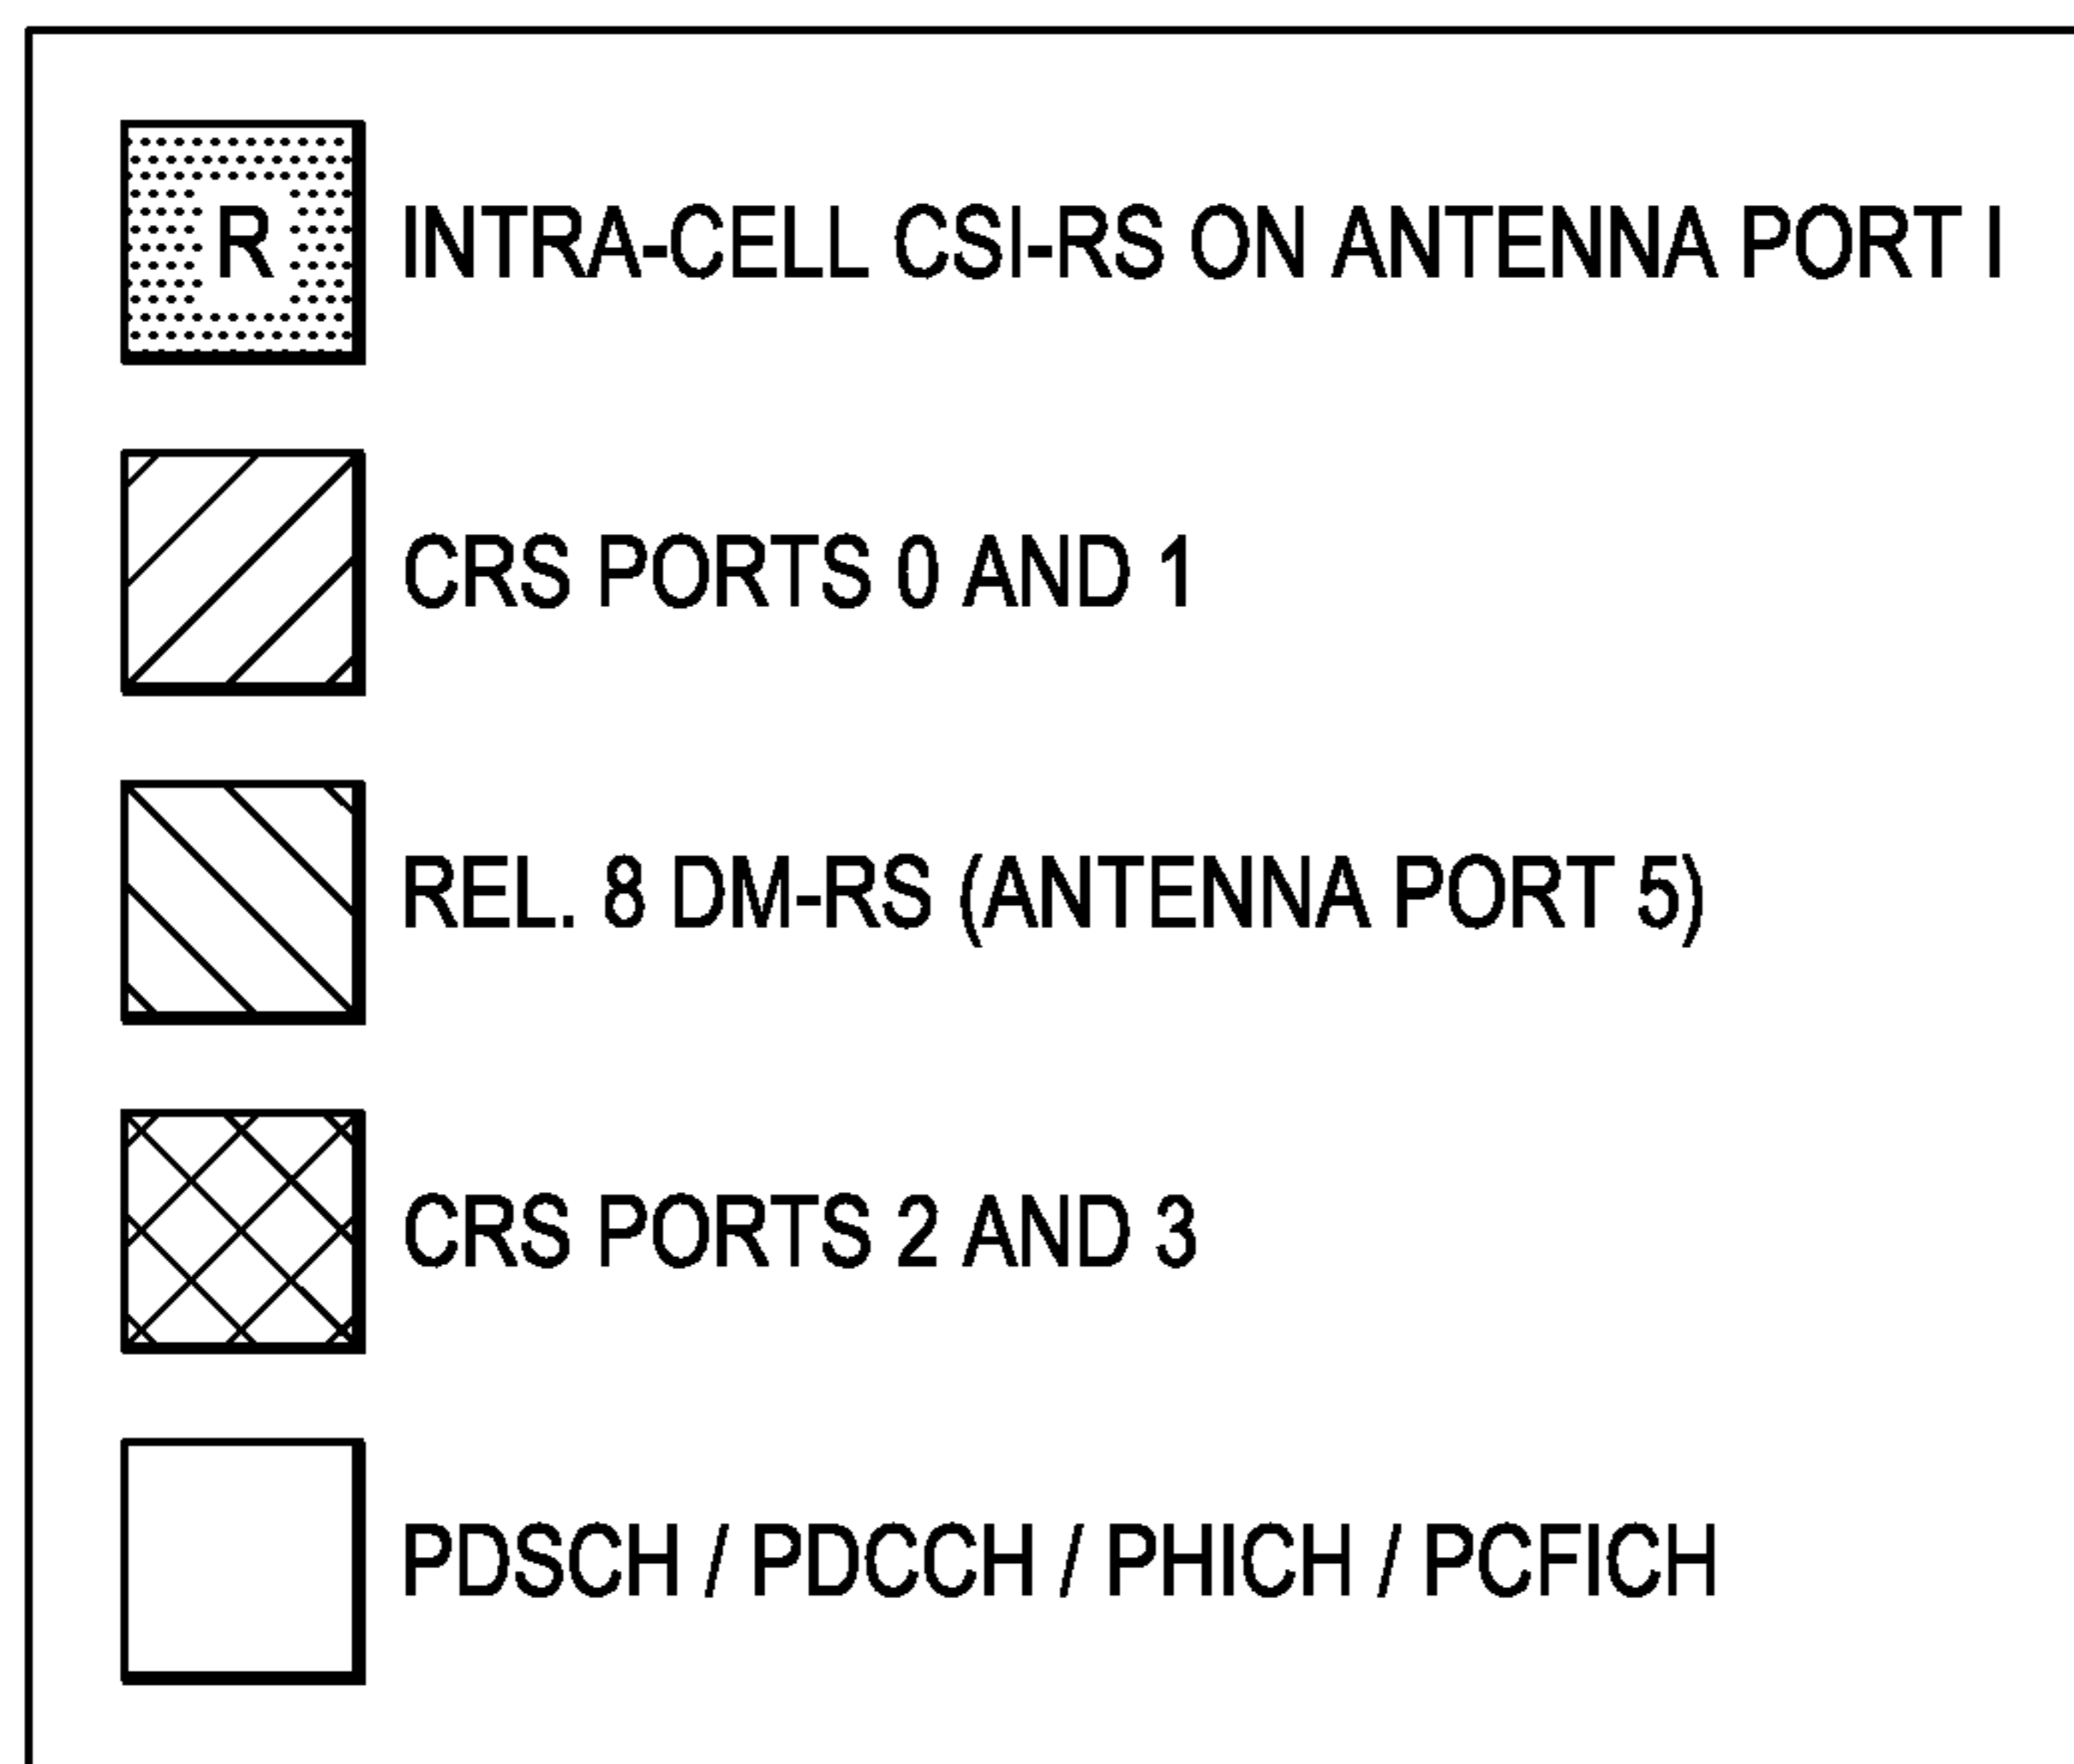 R INTRA-CELL CSI-RS ON ANTENNA PORT I
CRS PORTS 0 AND 1
REL. 8 DM-RS (ANTENNA PORT 5)
CRS PORTS 2 AND 3
PDSCH / PDCCH / PHICH / PCFICH